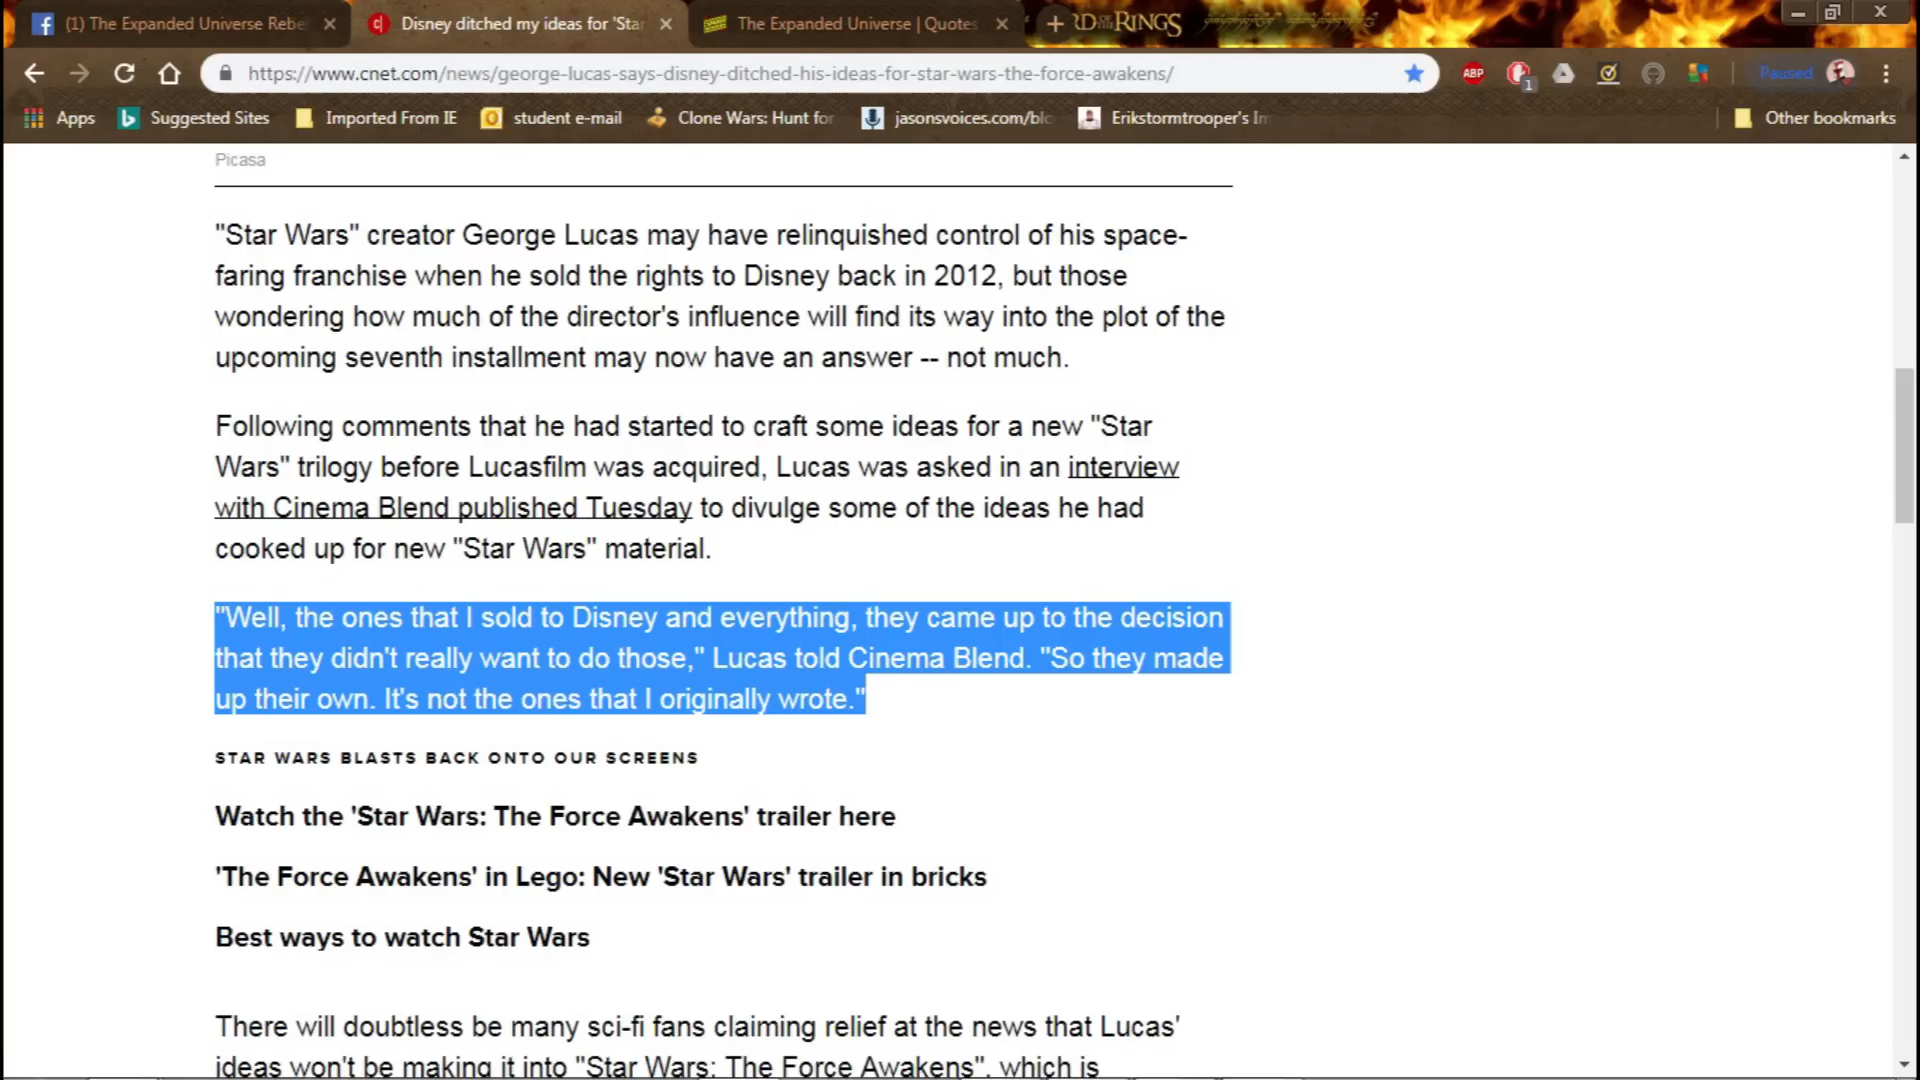 (1) The Expanded Universe Rebe
Disney ditched my ideas for 'Star
The Expanded Universe | Quotes
RD OF THE RINGS
https://www.cnet.com/news/george-lucas-says-disney-ditched-his-ideas-for-star-wars-the-force-awakens/
ABP
1
Paused
Apps
Suggested Sites
Imported From IE
student e-mail
Clone Wars: Hunt for
jasonsvoices.com/blo
Erikstormtrooper's Im
Other bookmarks
Picasa
"Star Wars" creator George Lucas may have relinquished control of his space-
faring franchise when he sold the rights to Disney back in 2012, but those
wondering how much of the director's influence will find its way into the plot of the
upcoming seventh installment may now have an answer -- not much.
Following comments that he had started to craft some ideas for a new "Star
Wars" trilogy before Lucasfilm was acquired, Lucas was asked in an interview
with Cinema Blend published Tuesday to divulge some of the ideas he had
cooked up for new "Star Wars" material.
"Well, the ones that I sold to Disney and everything, they came up to the decision
that they didn't really want to do those," Lucas told Cinema Blend. "So they made
up their own. It's not the ones that I originally wrote."
STAR WARS BLASTS BACK ONTO OUR SCREENS
Watch the 'Star Wars: The Force Awakens' trailer here
'The Force Awakens' in Lego: New 'Star Wars' trailer in bricks
Best ways to watch Star Wars
There will doubtless be many sci-fi fans claiming relief at the news that Lucas'
ideas won't be making it into "Star Wars: The Force Awakens", which is